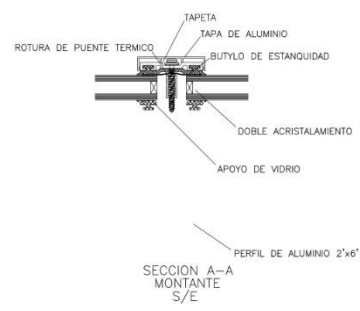 TAPETA
TAPA DE ALUMINIO
ROTURA DE PUENTE TERMICO
BUTYLO DE ESTANQUIDAD
DOBLE ACRISTALAMIENTO
APOYO DE VIDRIO
PERFIL DE ALUMINIO 2'x6'
SECCION A-A
MONTANTE
S/E